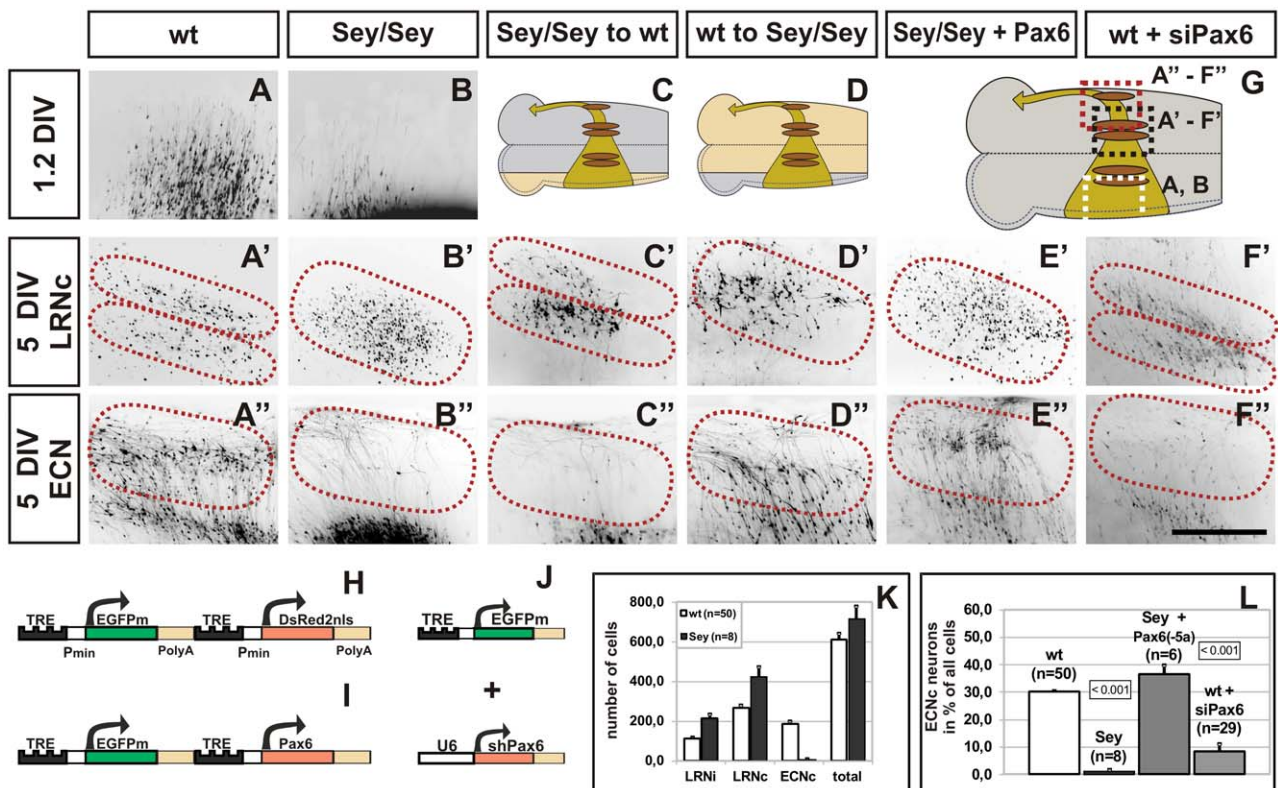 wt
Sey/Sey
Sey/Sey to wt
wt to Sey/Sey
Sey/Sey + Pax6
wt + siPax6
1.2 DIV
A
B
C
D
G
A'' - F''
A' - F'
A, B
5 DIV
LRNc
A'
B'
C'
D'
E'
F'
5 DIV
ECN
A''
B''
C''
D''
E''
F''
H
TRE
EGFPm
TRE
DsRed2nls
Pmin
PolyA
Pmin
PolyA
I
TRE
EGFPm
TRE
Pax6
J
TRE
EGFPm
+
U6
shPax6
K
number of cells
800,0
600,0
400,0
200,0
0,0
wt (n=50)
Sey (n=8)
LRNi
LRNc
ECNc
total
L
ECNc neurons
in % of all cells
60,0
50,0
40,0
30,0
20,0
10,0
0,0
wt
(n=50)
< 0.001
Sey
(n=8)
Sey +
Pax6(-5a)
(n=6)
< 0.001
wt +
siPax6
(n=29)